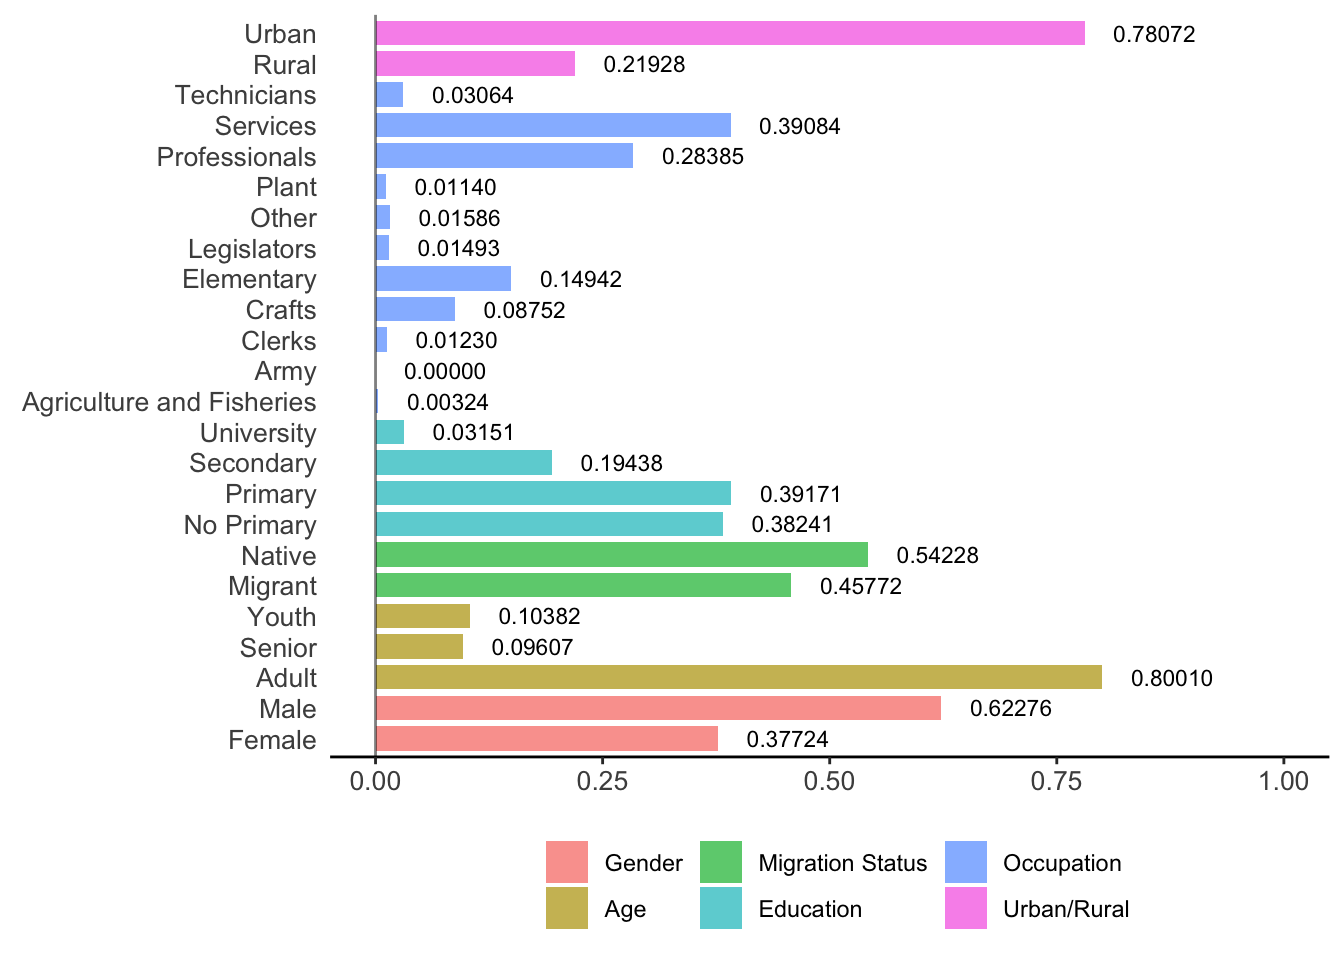 Urban 0.78072
Rural 0.21928
Technicians 0.03064
Services 0.39084
Professionals 0.28385
Plant 0.01140
Other 0.01586
Legislators 0.01493
Elementary 0.14942
Crafts 0.08752
Clerks 0.01230
Army 0.00000
Agriculture and Fisheries 0.00324
University 0.03151
Secondary 0.19438
Primary 0.39171
No Primary 0.38241
Native 0.54228
Migrant 0.45772
Youth 0.10382
Senior 0.09607
Adult 0.80010
Male 0.62276
Female 0.37724
0.00 0.25 0.50 0.75 1.00
Gender Migration Status Occupation
Age Education Urban/Rural